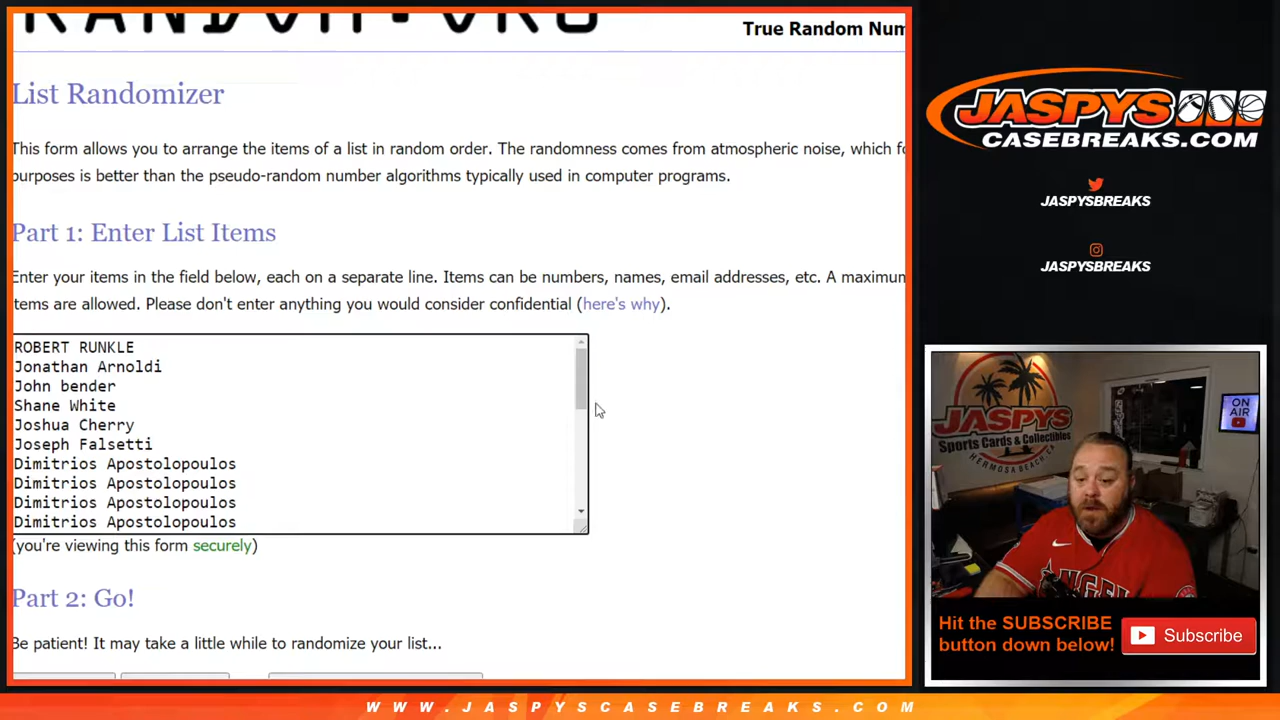 RANDOM.ORG
True Random Num
List Randomizer
This form allows you to arrange the items of a list in random order. The randomness comes from atmospheric noise, which fo
purposes is better than the pseudo-random number algorithms typically used in computer programs.
Part 1: Enter List Items
Enter your items in the field below, each on a separate line. Items can be numbers, names, email addresses, etc. A maximum
items are allowed. Please don't enter anything you would consider confidential (here's why).
ROBERT RUNKLE
Jonathan Arnoldi
John bender
Shane White
Joshua Cherry
Joseph Falsetti
Dimitrios Apostolopoulos
Dimitrios Apostolopoulos
Dimitrios Apostolopoulos
Dimitrios Apostolopoulos
(you're viewing this form securely)
Part 2: Go!
Be patient! It may take a little while to randomize your list...
JASPYS
CASEBREAKS.COM
JASPYSBREAKS
JASPYSBREAKS
JASPYS
Sports Cards & Collectibles
HERMOSA BEACH, CA
ON
AIR
ANGEL
Hit the SUBSCRIBE
button down below!
Subscribe
WWW.JASPYSCASEBREAKS.COM